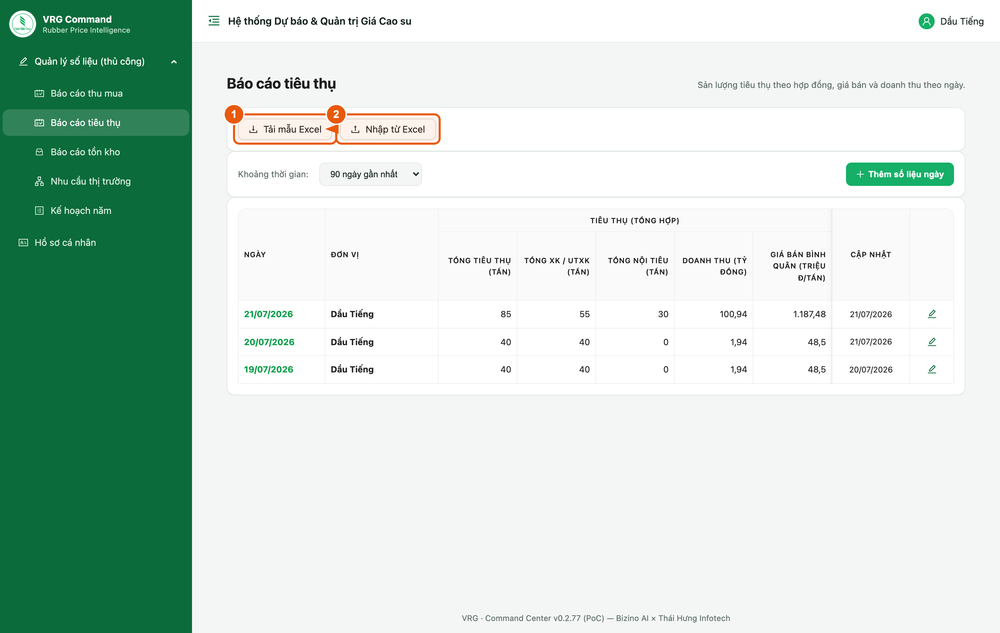 VRG Command
Rubber Price Intelligence
Quản lý số liệu (thủ công)
Báo cáo thu mua
Báo cáo tiêu thụ
Báo cáo tồn kho
Nhu cầu thị trường
Kế hoạch năm
Hồ sơ cá nhân
Hệ thống Dự báo & Quản trị Giá Cao su
Dầu Tiếng
Báo cáo tiêu thụ
Sản lượng tiêu thụ theo hợp đồng, giá bán và doanh thu theo ngày.
1 2
Tải mẫu Excel Nhập từ Excel
Khoảng thời gian: 90 ngày gần nhất
Thêm số liệu ngày
TIÊU THỤ (TỔNG HỢP)
NGÀY ĐƠN VỊ TỔNG TIÊU THỤ (TẤN) TỔNG XK / UTXK (TẤN) TỔNG NỘI TIÊU (TẤN) DOANH THU (TỶ ĐỒNG) GIÁ BÁN BÌNH QUÂN (TRIỆU Đ/TẤN) CẬP NHẬT
21/07/2026 Dầu Tiếng 85 55 30 100,94 1.187,48 21/07/2026
20/07/2026 Dầu Tiếng 40 40 0 1,94 48,5 21/07/2026
19/07/2026 Dầu Tiếng 40 40 0 1,94 48,5 20/07/2026
VRG · Command Center v0.2.77 (PoC) — Bizino AI × Thái Hưng Infotech